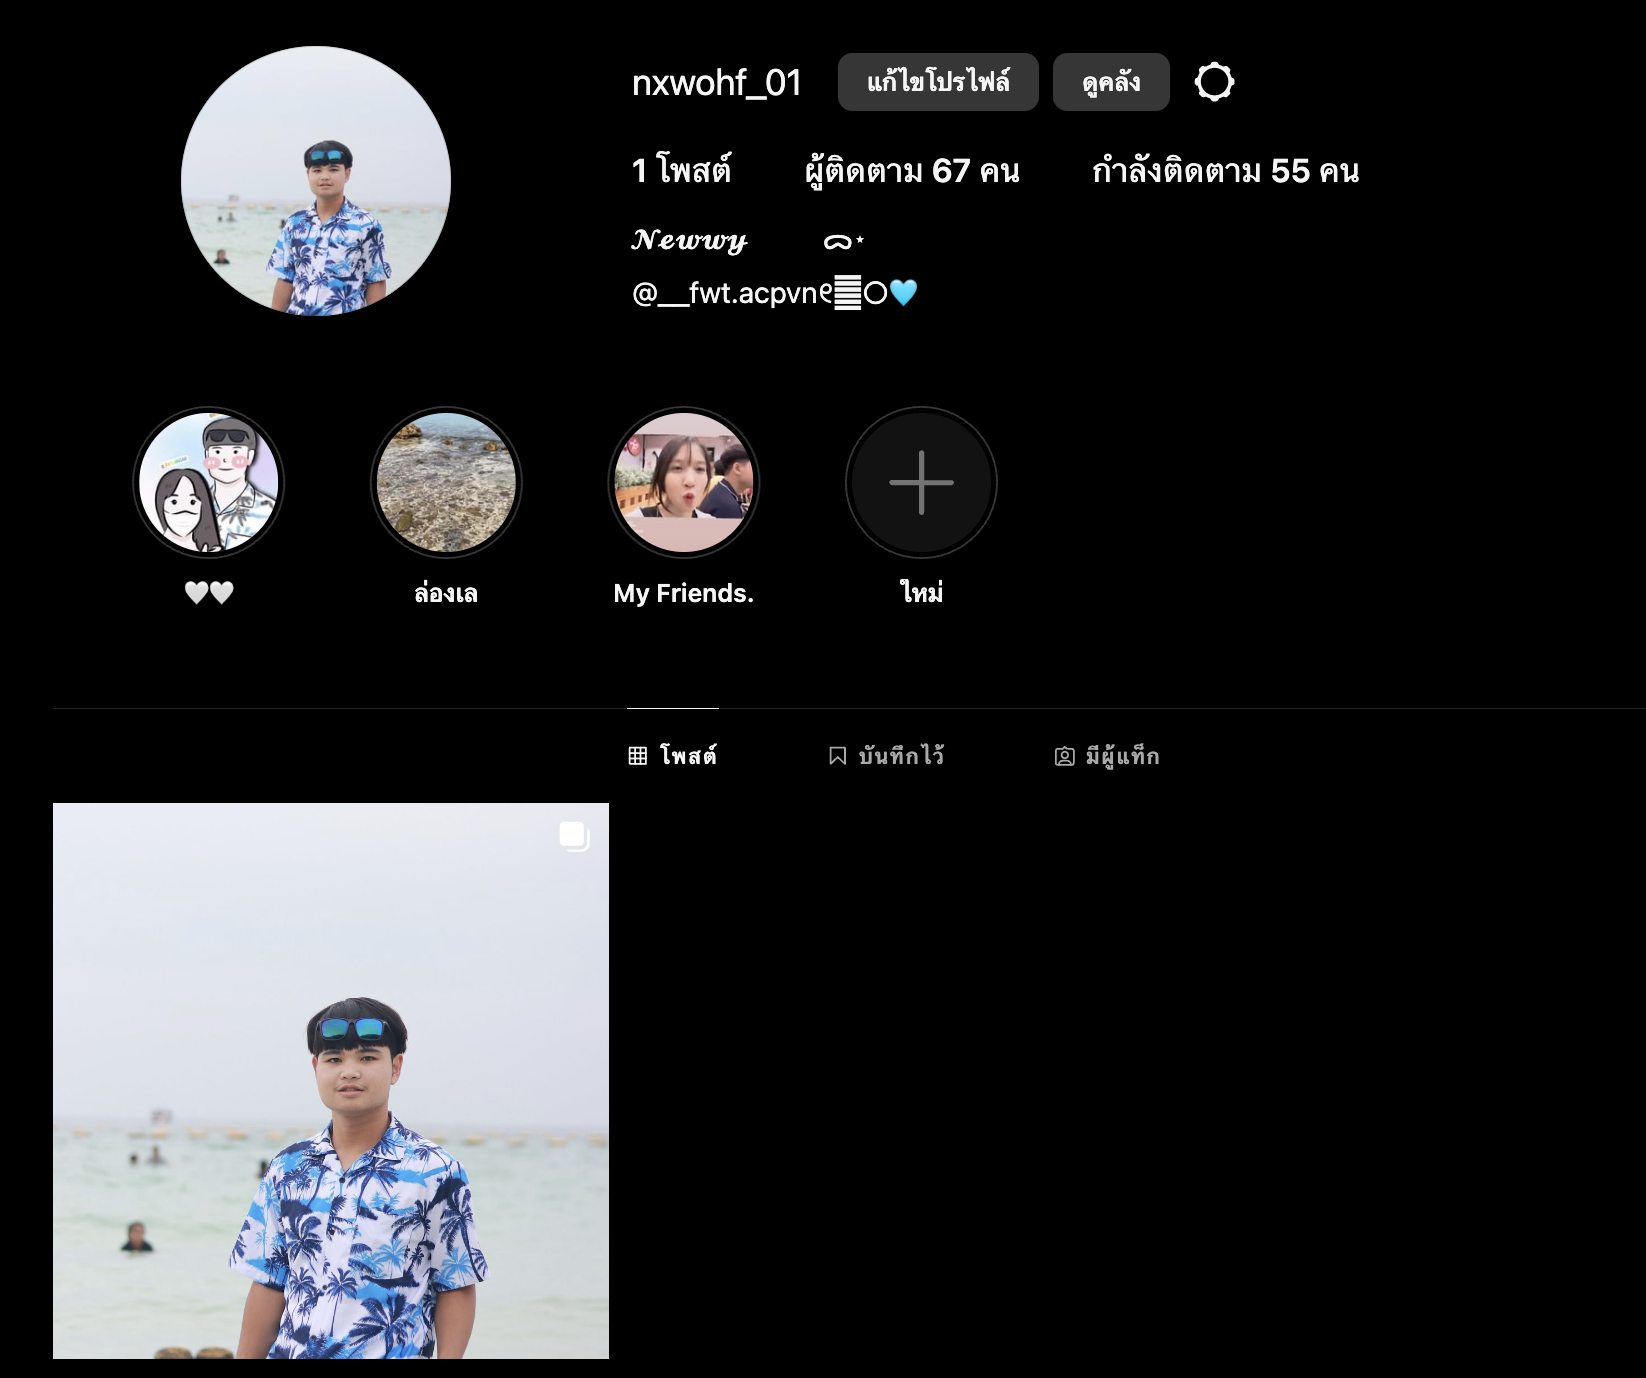 nxwohf_01 แก้ไขโปรไฟล์ ดูคลัง
1 โพสต์ ผู้ติดตาม 67 คน กำลังติดตาม 55 คน
𝓝𝓮𝔀𝔀𝔂 ᯅ⋆
@__fwt.acpvn୧䷀○🩵
🤍🤍 ล่องเล My Friends. ใหม่
โพสต์ บันทึกไว้ มีผู้แท็ก